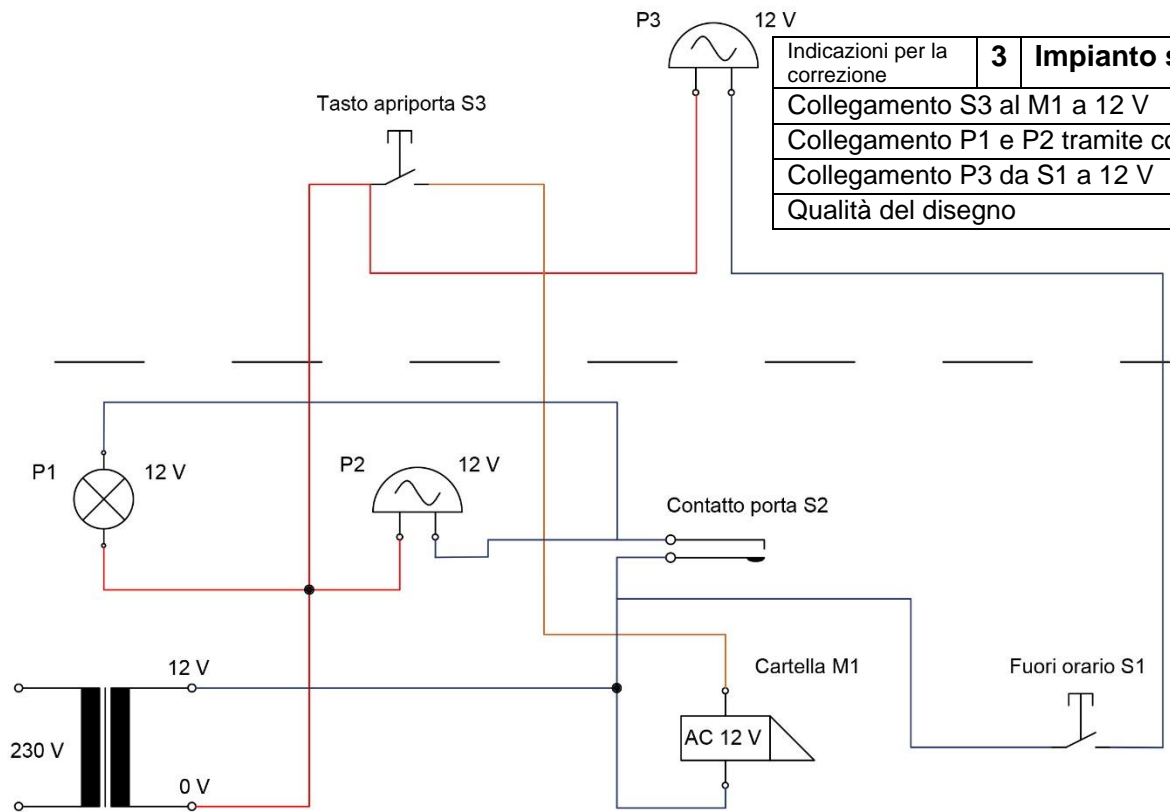 P3 12 V
Indicazioni per la
correzione
3 Impianto s
Tasto apriporta S3
Collegamento S3 al M1 a 12 V
Collegamento P1 e P2 tramite co
Collegamento P3 da S1 a 12 V
Qualità del disegno
P1 12 V
P2 12 V
Contatto porta S2
12 V
Cartella M1
Fuori orario S1
230 V
AC 12 V
0 V